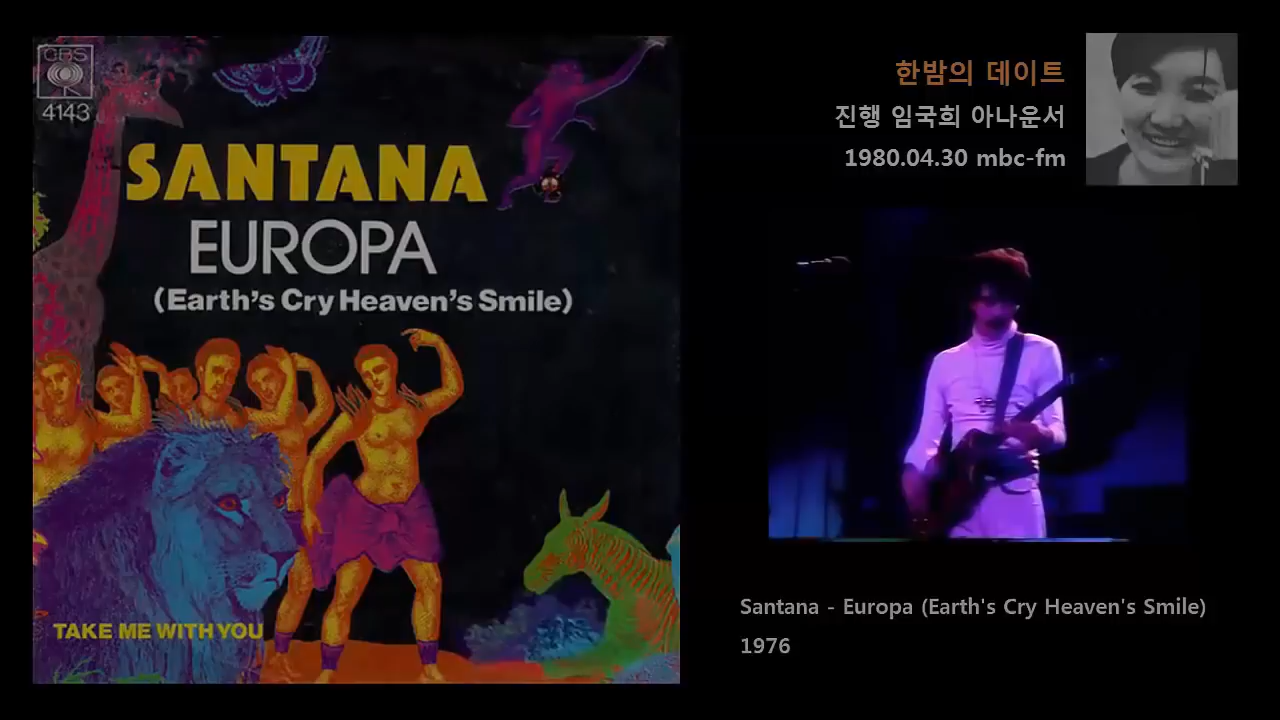 CBS
4143
SANTANA
EUROPA
(Earth's Cry Heaven's Smile)
TAKE ME WITH YOU
한밤의 데이트
진행 임국희 아나운서
1980.04.30 mbc-fm
Santana - Europa (Earth's Cry Heaven's Smile)
1976